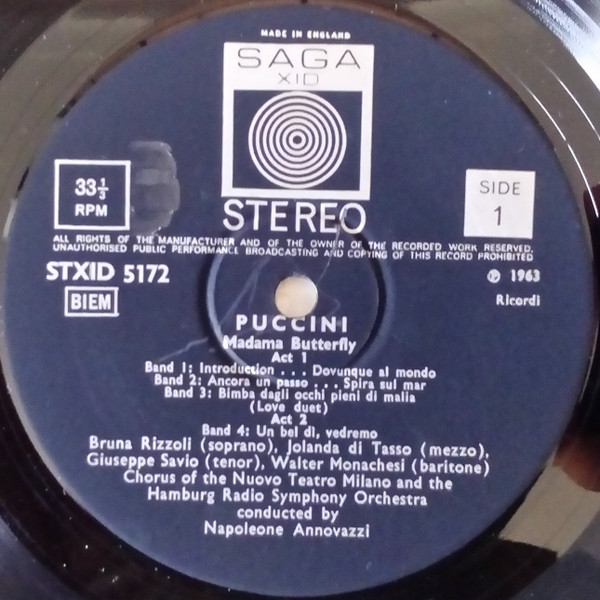 MADE IN ENGLAND
SAGA
XID
33 1/3
RPM
STEREO
SIDE
1
ALL RIGHTS OF THE MANUFACTURER AND OF THE OWNER OF THE RECORDED WORK RESERVED.
UNAUTHORISED PUBLIC PERFORMANCE BROADCASTING AND COPYING OF THIS RECORD PROHIBITED
STXID 5172
℗ 1963
BIEM
Ricordi
PUCCINI
Madama Butterfly
Act 1
Band 1: Introduction . . . Dovunque al mondo
Band 2: Ancora un passo . . . Spira sul mar
Band 3: Bimba dagli occhi pieni di malia
(Love duet)
Act 2
Band 4: Un bel di, vedremo
Bruna Rizzoli (soprano), Jolanda di Tasso (mezzo),
Giuseppe Savio (tenor), Walter Monachesi (baritone)
Chorus of the Nuovo Teatro Milano and the
Hamburg Radio Symphony Orchestra
conducted by
Napoleone Annovazzi